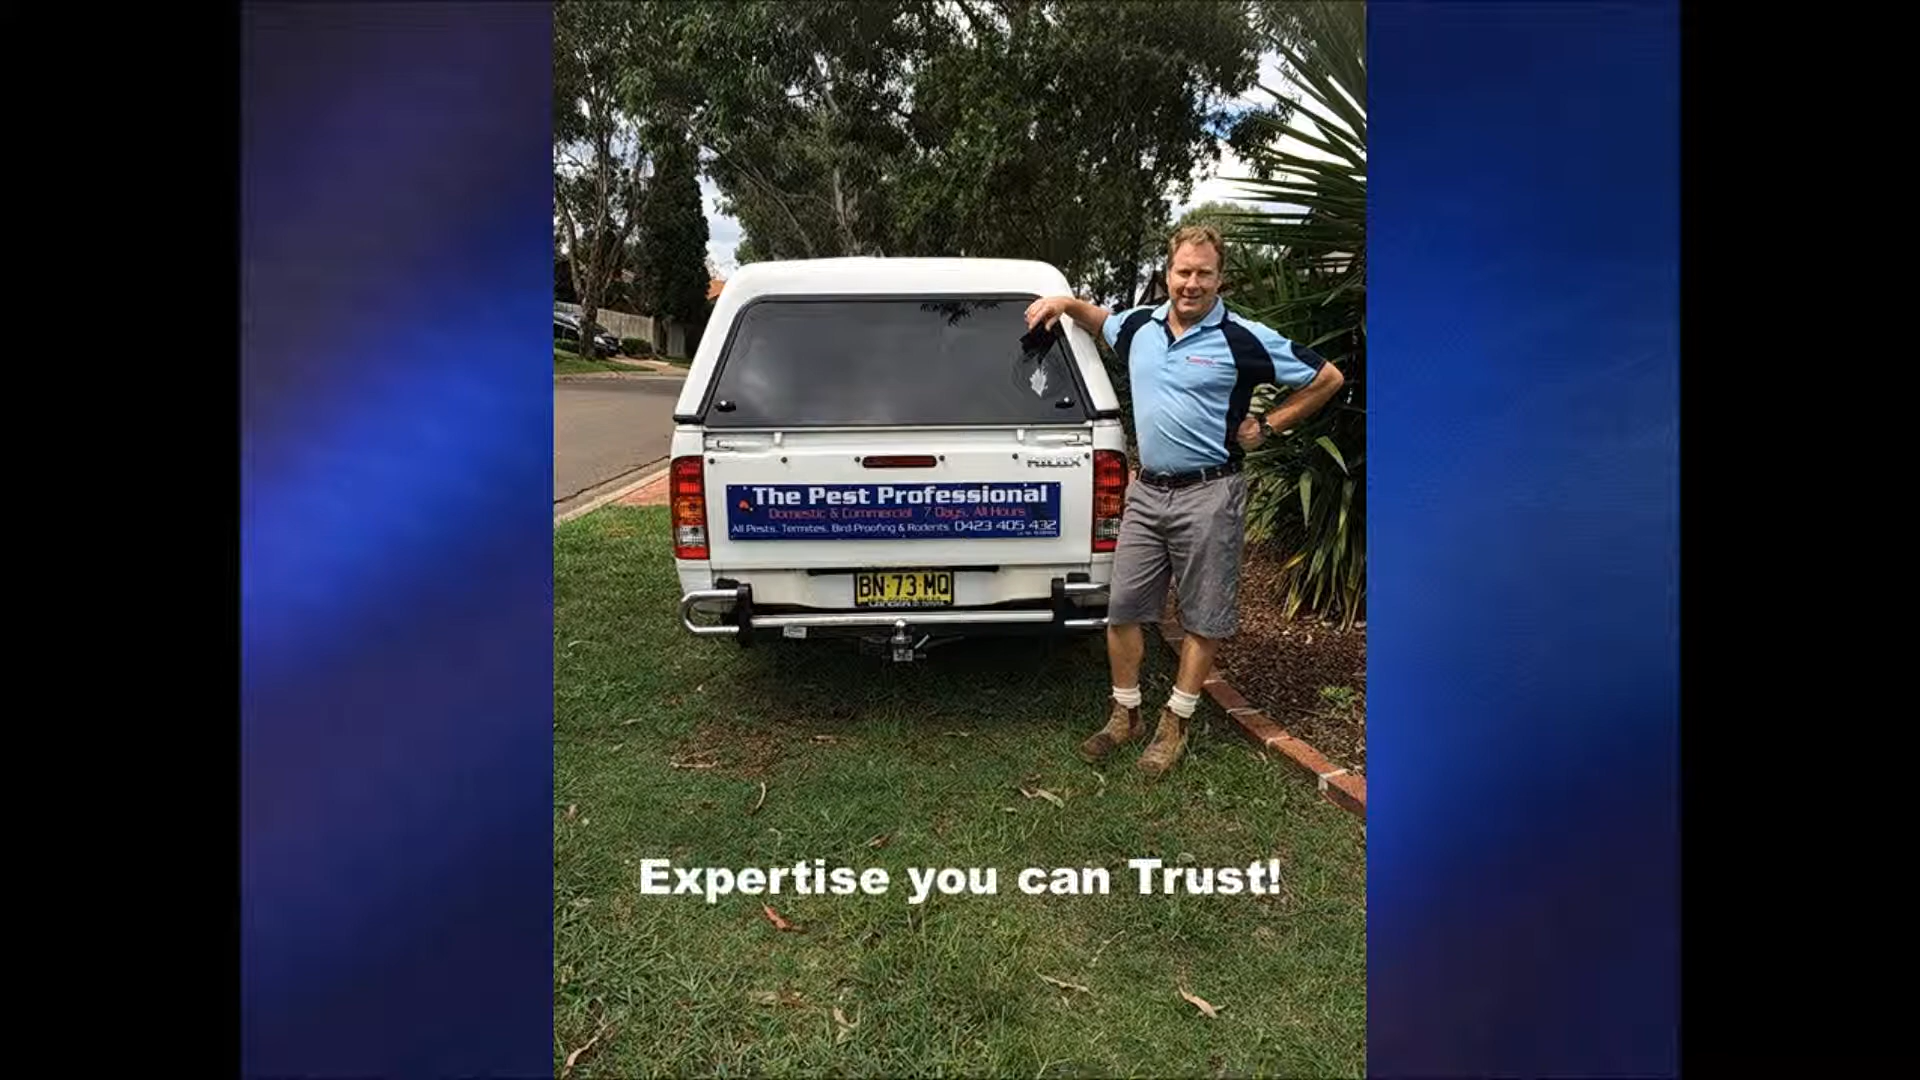 HILUX
The Pest Professional
Domestic & Commercial 7 Days, All Hours
All Pests, Termites, Bird Proofing & Rodents 0423 405 432
BN·73·MQ
Expertise you can Trust!